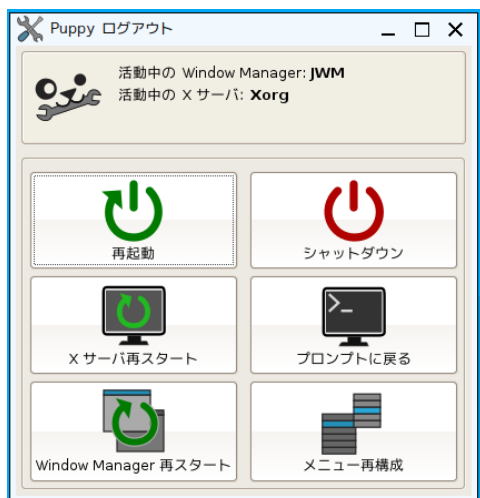 Puppy ログアウト
活動中の Window Manager: JWM
活動中の X サーバ: Xorg
再起動
シャットダウン
>_
X サーバ再スタート
プロンプトに戻る
Window Manager 再スタート
メニュー再構成